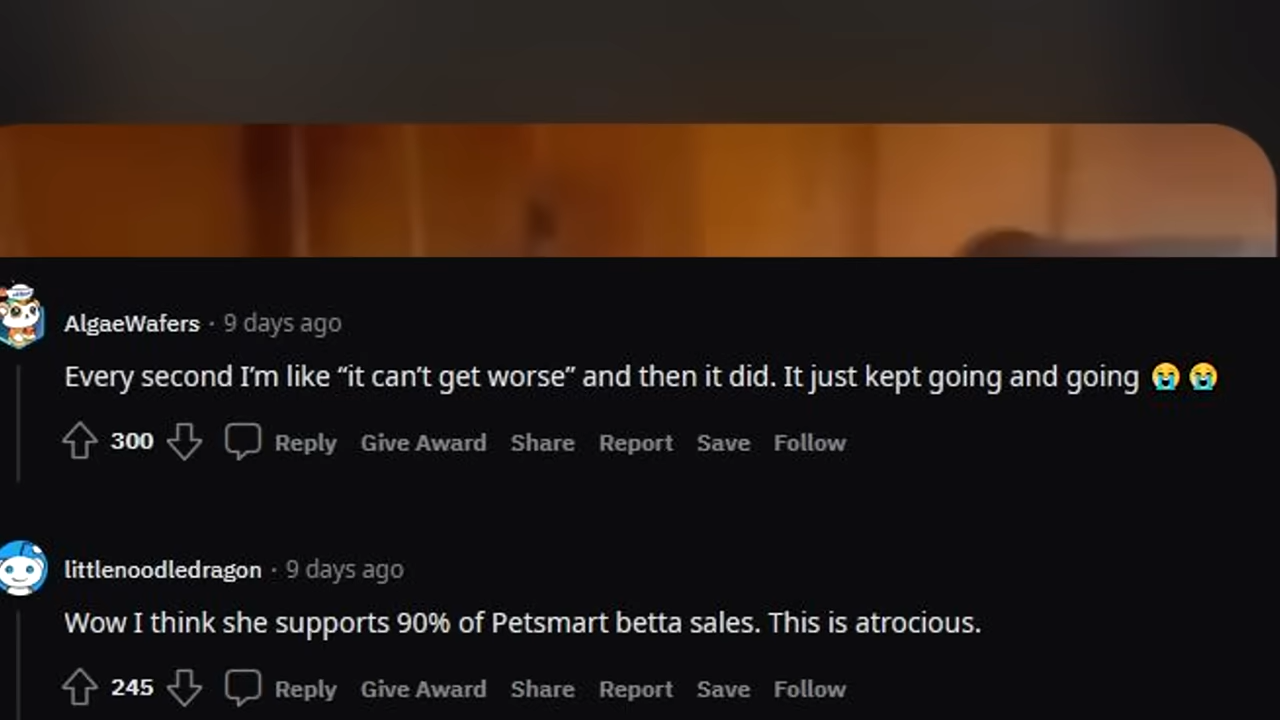 AlgaeWafers · 9 days ago
Every second I’m like “it can’t get worse” and then it did. It just kept going and going 😭 😭
300 Reply Give Award Share Report Save Follow
littlenoodledragon · 9 days ago
Wow I think she supports 90% of Petsmart betta sales. This is atrocious.
245 Reply Give Award Share Report Save Follow